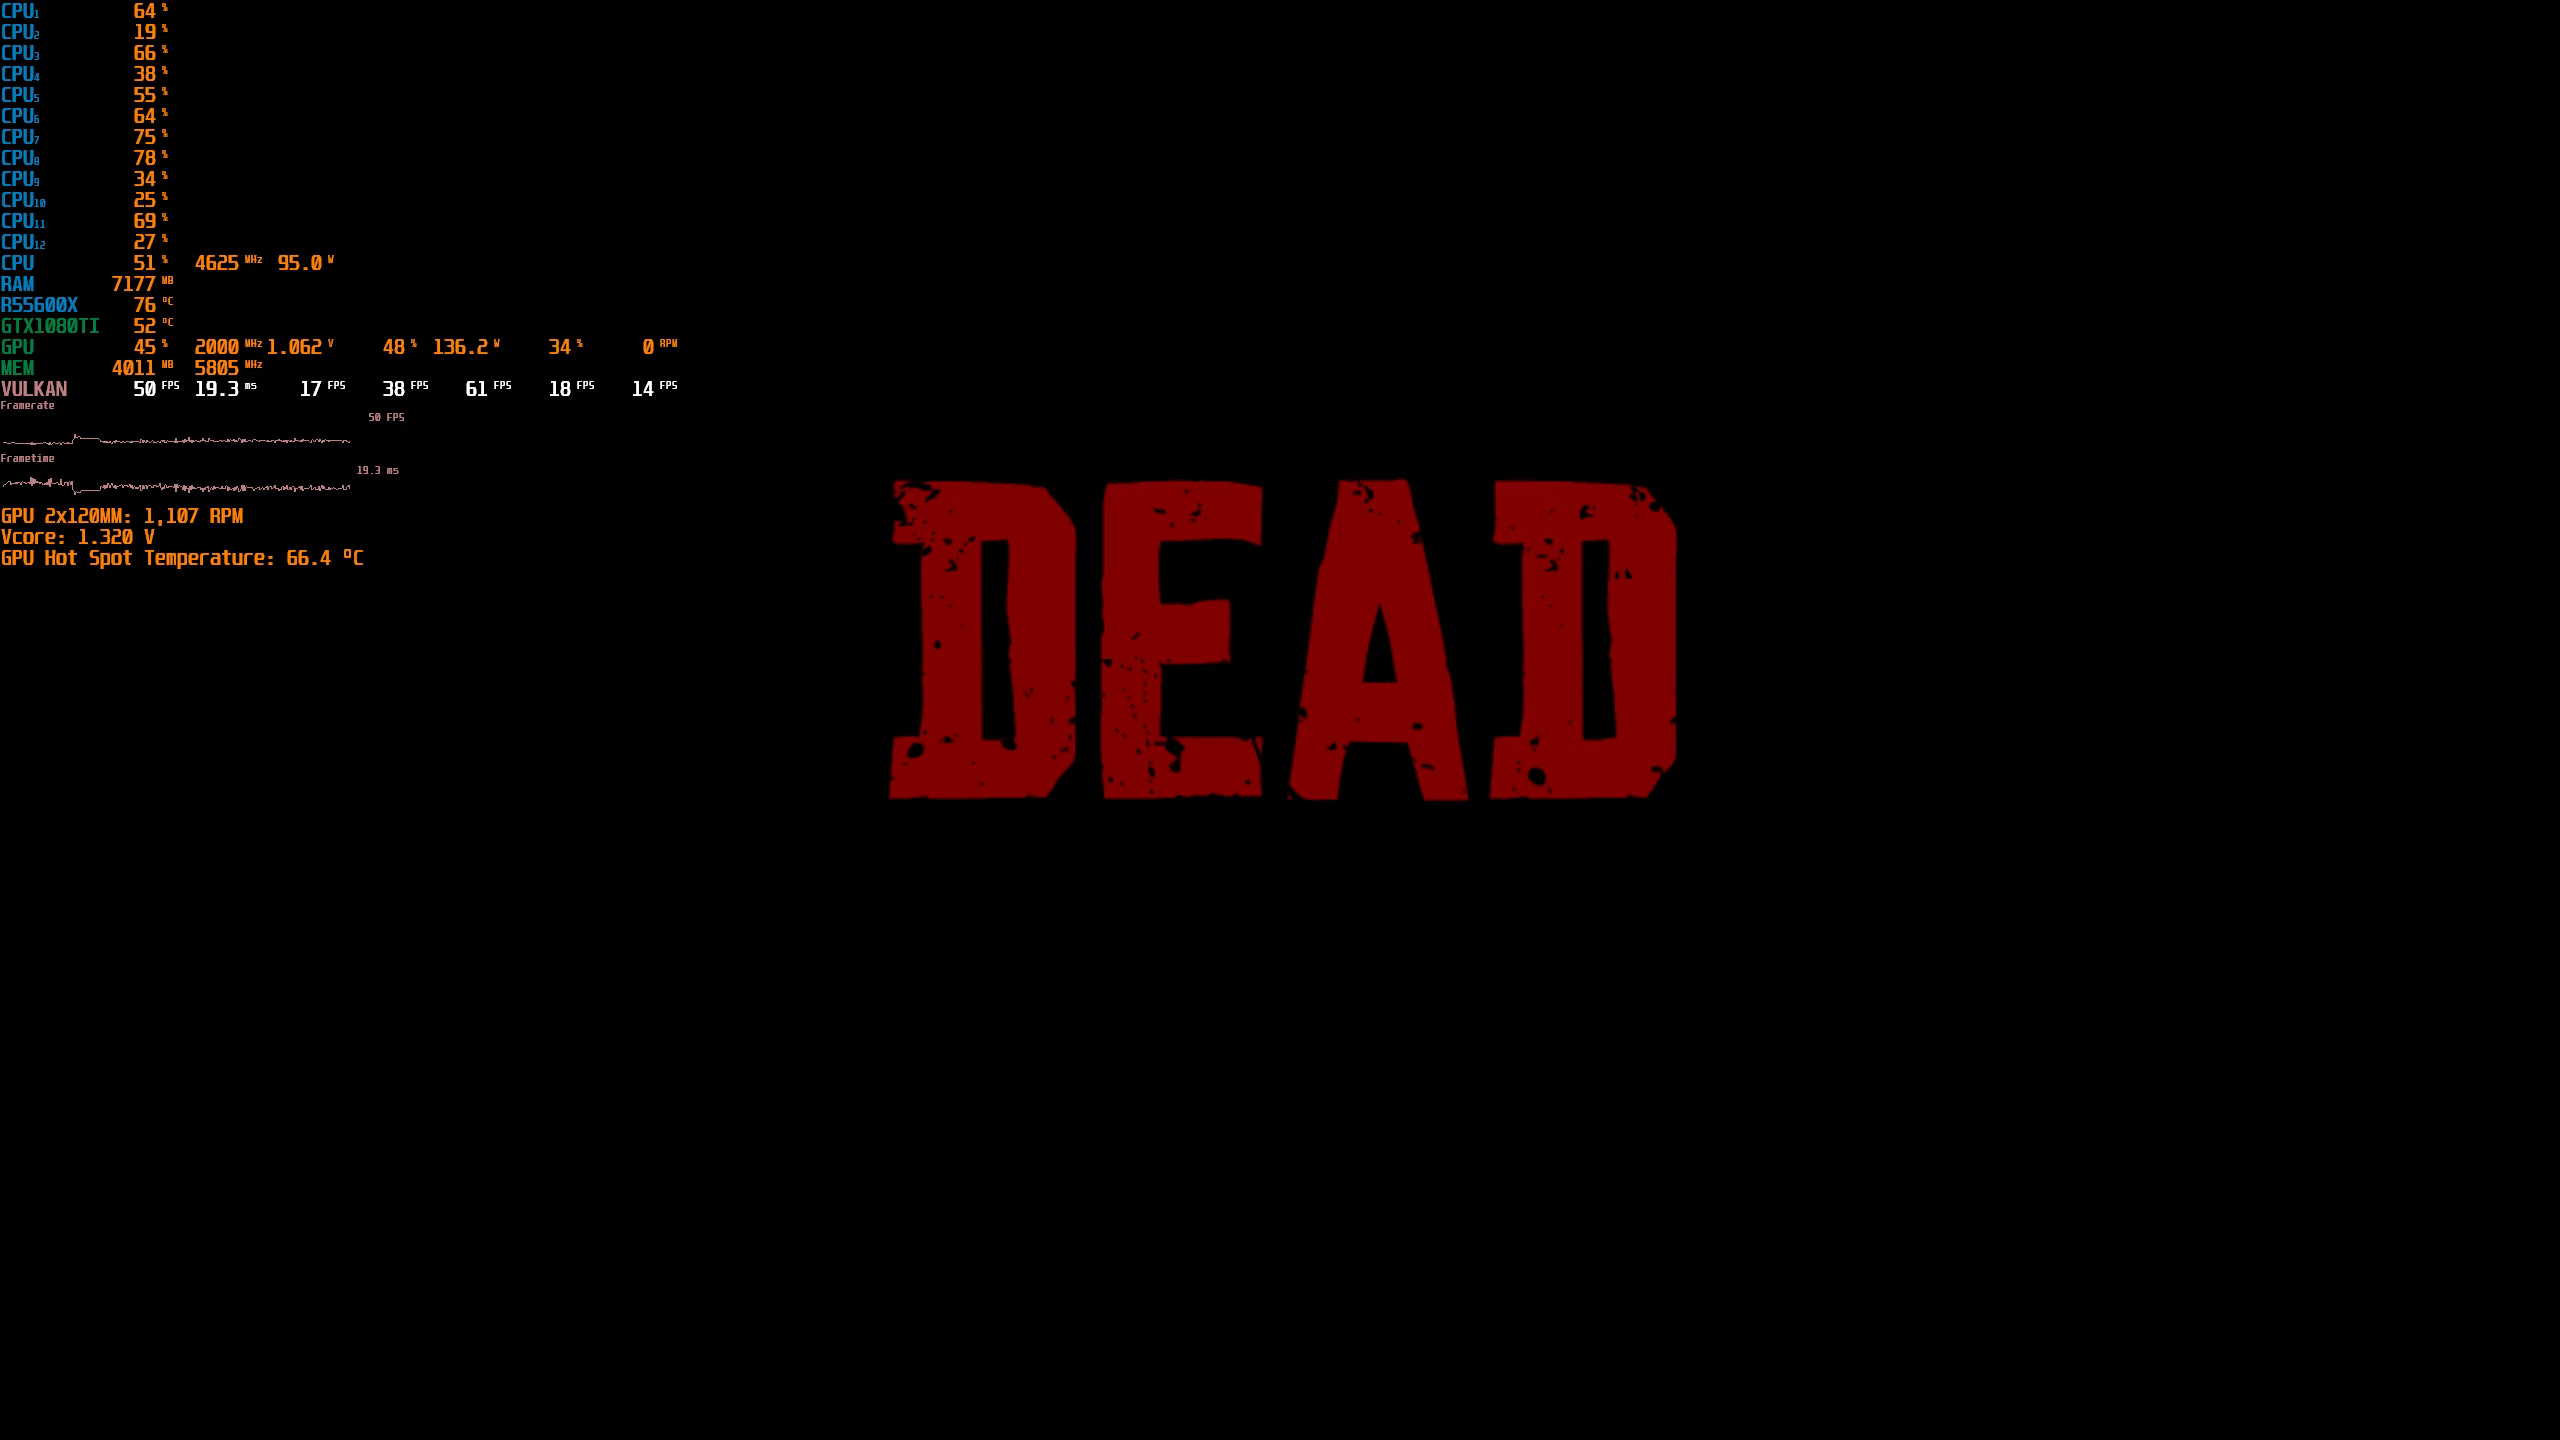 CPU1 64 %
CPU2 19 %
CPU3 66 %
CPU4 38 %
CPU5 55 %
CPU6 64 %
CPU7 75 %
CPU8 78 %
CPU9 34 %
CPU10 25 %
CPU11 69 %
CPU12 27 %
CPU 51 % 4625 MHz 95.0 W
RAM 7177 MB
R55600X 76 °C
GTX1080TI 52 °C
GPU 45 % 2000 MHz 1.062 V 48 % 136.2 W 34 % 0 RPM
MEM 4011 MB 5805 MHz
VULKAN 50 FPS 19.3 ms 17 FPS 38 FPS 61 FPS 18 FPS 14 FPS
Framerate
50 FPS
Frametime
19.3 ms
GPU 2x120MM: 1,107 RPM
Vcore: 1.320 V
GPU Hot Spot Temperature: 66.4 °C
DEAD